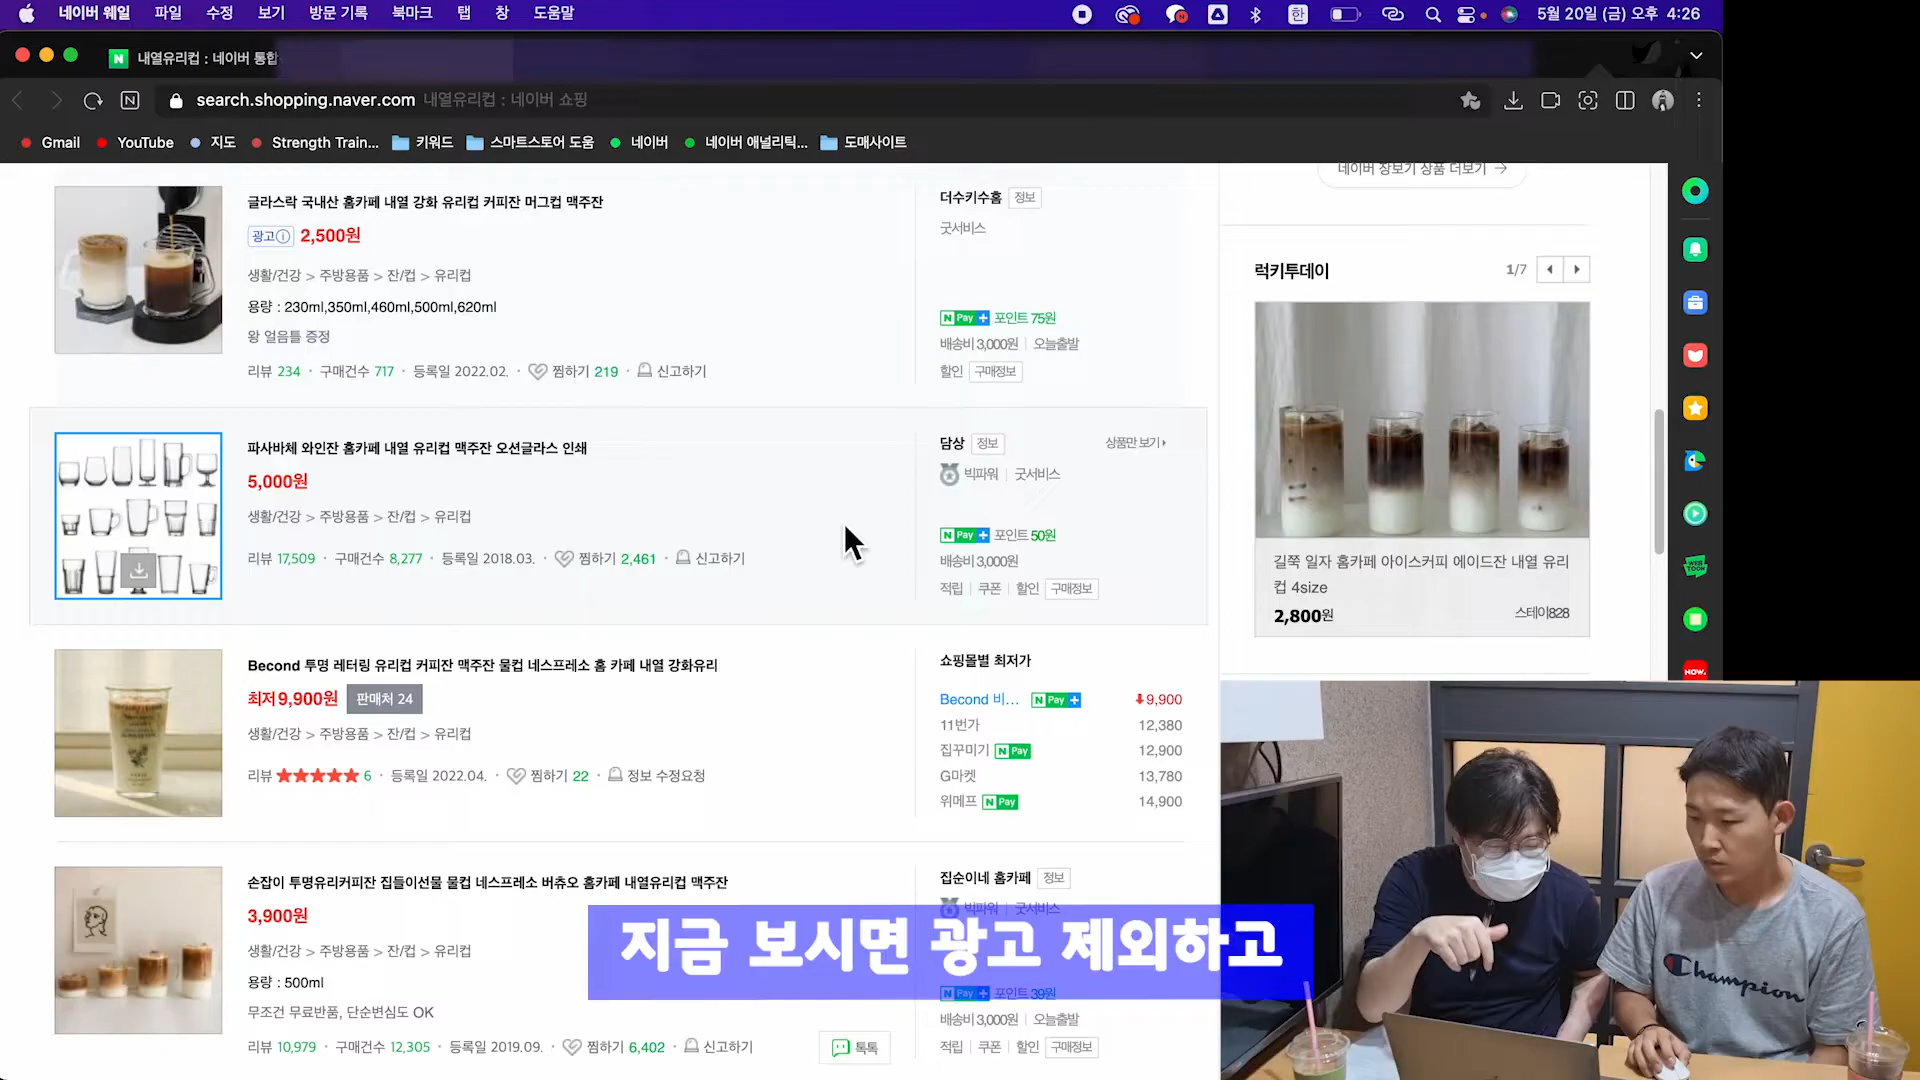 네이버 웨일 파일 수정 보기 방문 기록 북마크 탭 창 도움말 한 5월 20일 (금) 오후 4:26
N 내열유리컵 : 네이버 통합
N search.shopping.naver.com 내열유리컵 : 네이버 쇼핑
Gmail YouTube 지도 Strength Train... 키워드 스마트스토어 도움 네이버 네이버 애널리틱... 도매사이트
글라스락 국내산 홈카페 내열 강화 유리컵 커피잔 머그컵 맥주잔
광고 2,500원
생활/건강 > 주방용품 > 잔/컵 > 유리컵
용량 : 230ml,350ml,460ml,500ml,620ml
왕 얼음틀 증정
리뷰 234 · 구매건수 717 · 등록일 2022.02. · 찜하기 219 · 신고하기
더수키수홈 정보
굿서비스
N Pay + 포인트 75원
배송비 3,000원 | 오늘출발
할인 구매정보
파사바체 와인잔 홈카페 내열 유리컵 맥주잔 오션글라스 인쇄
5,000원
생활/건강 > 주방용품 > 잔/컵 > 유리컵
리뷰 17,509 · 구매건수 8,277 · 등록일 2018.03. · 찜하기 2,461 · 신고하기
담상 정보 상품만 보기
빅파워 | 굿서비스
N Pay + 포인트 50원
배송비 3,000원
적립 | 쿠폰 | 할인 구매정보
Becond 투명 레터링 유리컵 커피잔 맥주잔 물컵 네스프레소 홈 카페 내열 강화유리
최저 9,900원 판매처 24
생활/건강 > 주방용품 > 잔/컵 > 유리컵
리뷰 ★★★★★ 6 · 등록일 2022.04. · 찜하기 22 · 정보 수정요청
쇼핑몰별 최저가
Becond 비... N Pay + 9,900
11번가 12,380
집꾸미기 N Pay 12,900
G마켓 13,780
위메프 N Pay 14,900
손잡이 투명유리커피잔 집들이선물 물컵 네스프레소 버츄오 홈카페 내열유리컵 맥주잔
3,900원
생활/건강 > 주방용품 > 잔/컵 > 유리컵
용량 : 500ml
무조건 무료반품, 단순변심도 OK
리뷰 10,979 · 구매건수 12,305 · 등록일 2019.09. · 찜하기 6,402 · 신고하기
톡톡
집순이네 홈카페 정보
빅파워 | 굿서비스
N Pay + 포인트 39원
배송비 3,000원 | 오늘출발
적립 | 쿠폰 | 할인 구매정보
네이버 장보기 상품 더보기 →
럭키투데이 1/7
길쭉 일자 홈카페 아이스커피 에이드잔 내열 유리
컵 4size
2,800원 스테이828
WEB
TOON
NOW.
지금 보시면 광고 제외하고
Champion